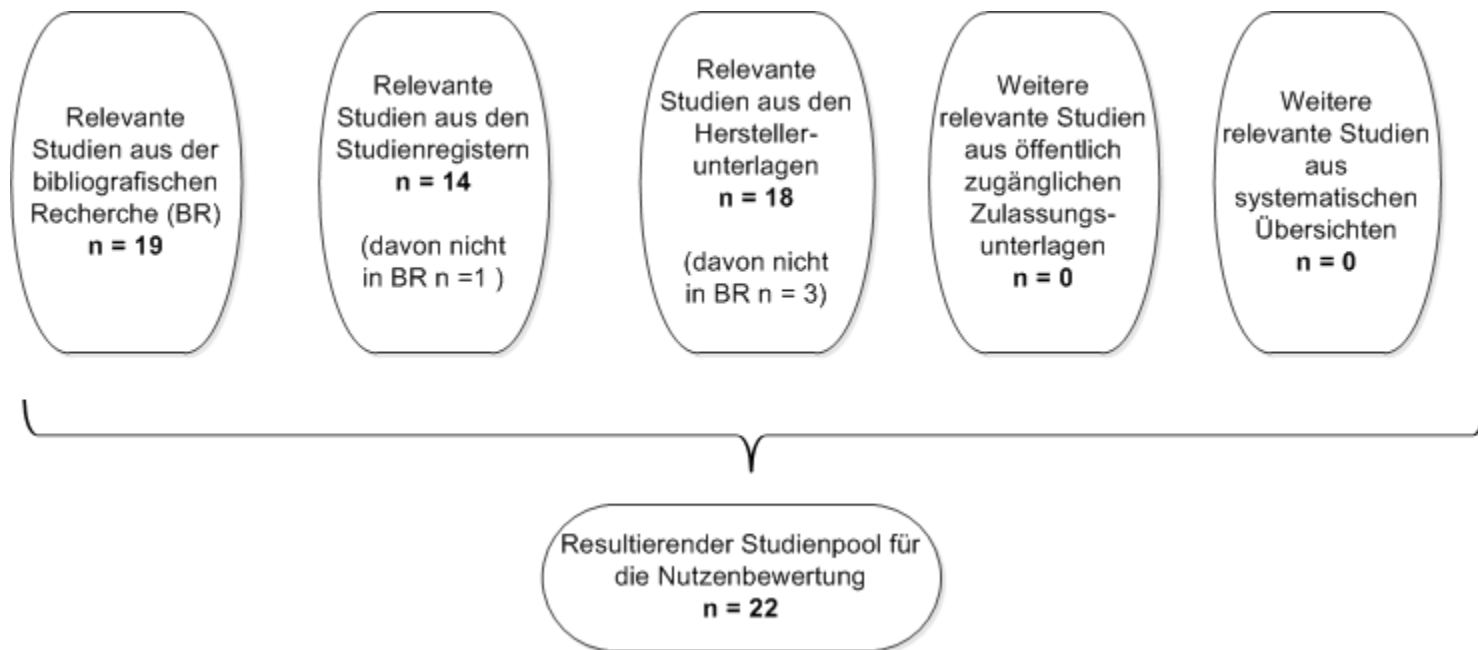 Relevante
Studien aus der
bibliografischen
Recherche (BR)
n = 19
Relevante
Studien aus den
Studienregistern
n = 14
(davon nicht
in BR n =1 )
Relevante
Studien aus den
Hersteller-
unterlagen
n = 18
(davon nicht
in BR n = 3)
Weitere
relevante Studien
aus öffentlich
zugänglichen
Zulassungs-
unterlagen
n = 0
Weitere
relevante Studien
aus
systematischen
Übersichten
n = 0
Resultierender Studienpool für
die Nutzenbewertung
n = 22